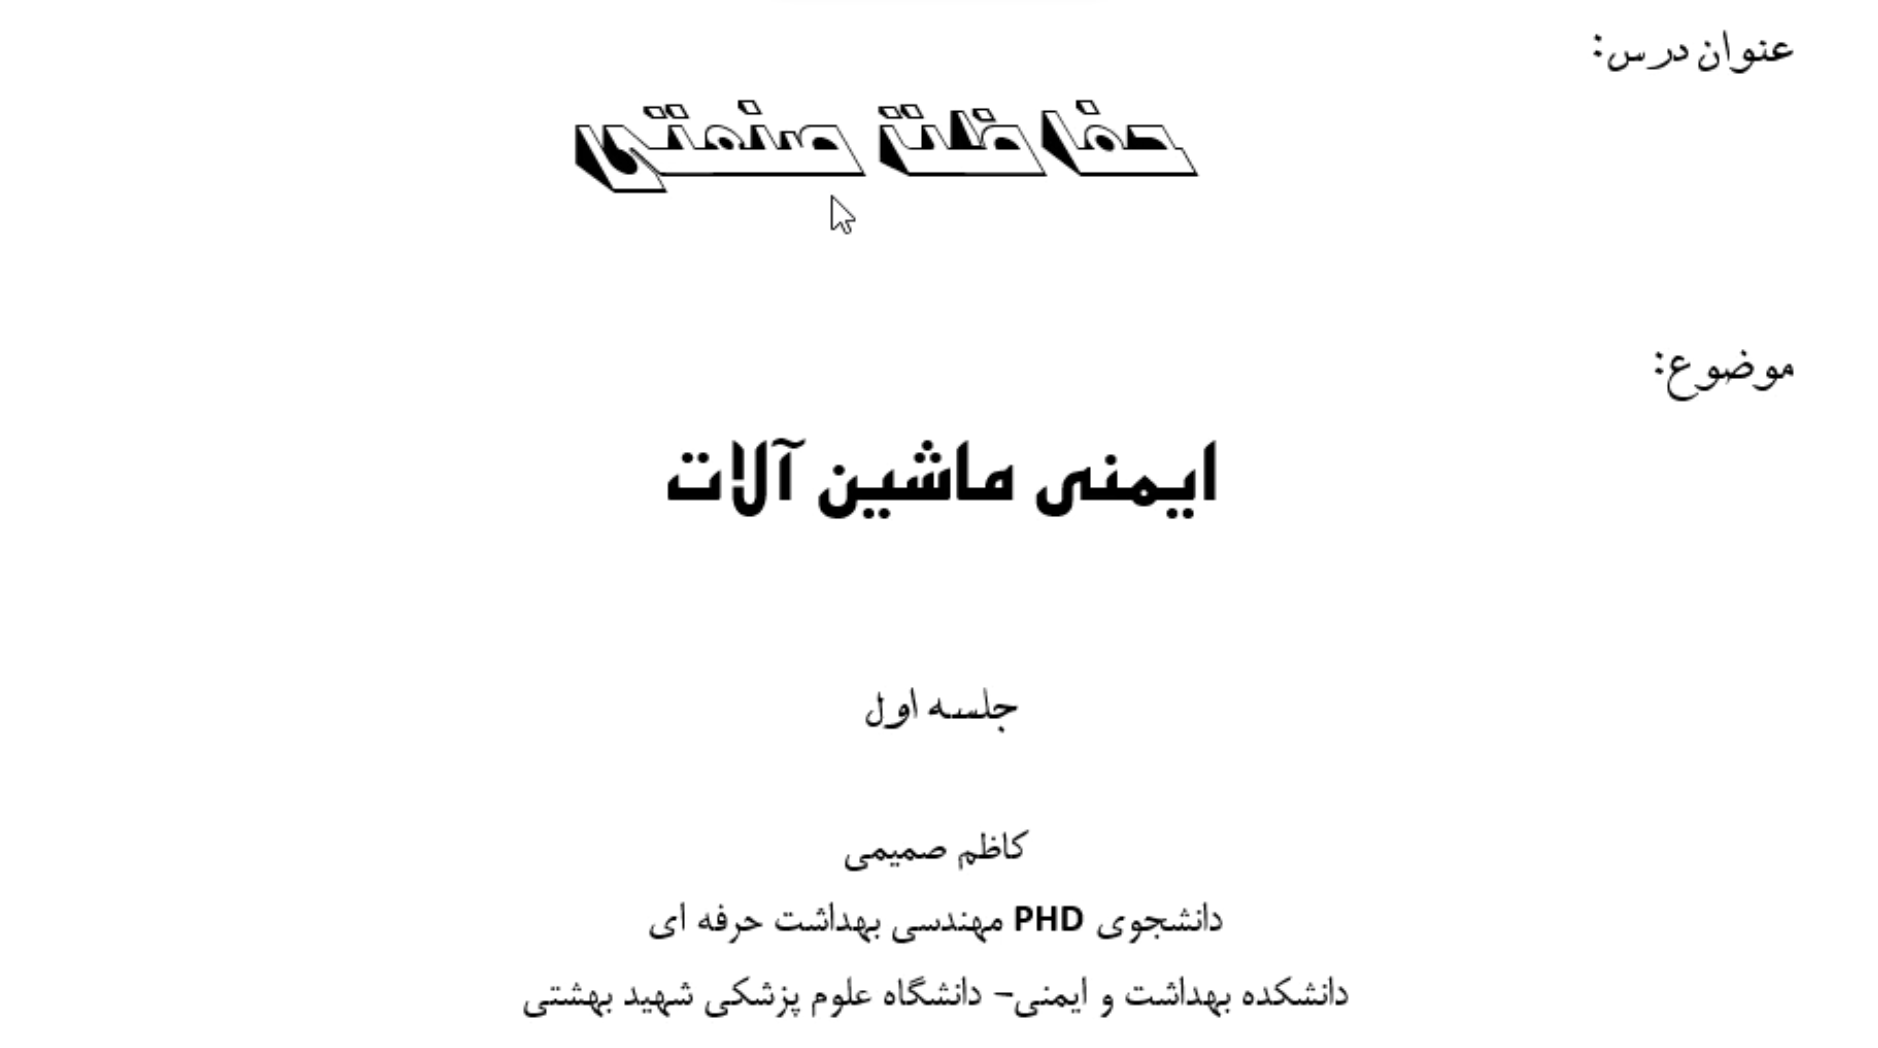 عنوان درس:
حفاظت صنعتی
موضوع:
ایمنی ماشین آلات
جلسه اول
کاظم صمیمی
دانشجوی PHD مهندسی بهداشت حرفه ای
دانشکده بهداشت و ایمنی– دانشگاه علوم پزشکی شهید بهشتی